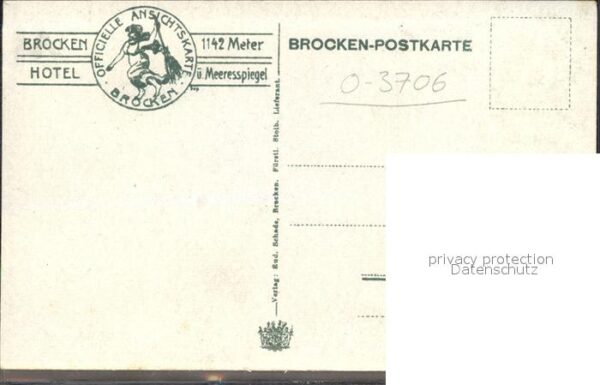 BROCKEN
HOTEL
OFFICIELLE ANSICHTSKARTE
BROCKEN
1142 Meter
ü. Meeresspiegel
BROCKEN-POSTKARTE
0-3706
Verlag: Rud. Schade, Brocken. Fürstl. Stolb. Lieferant.
privacy protection
Datenschutz